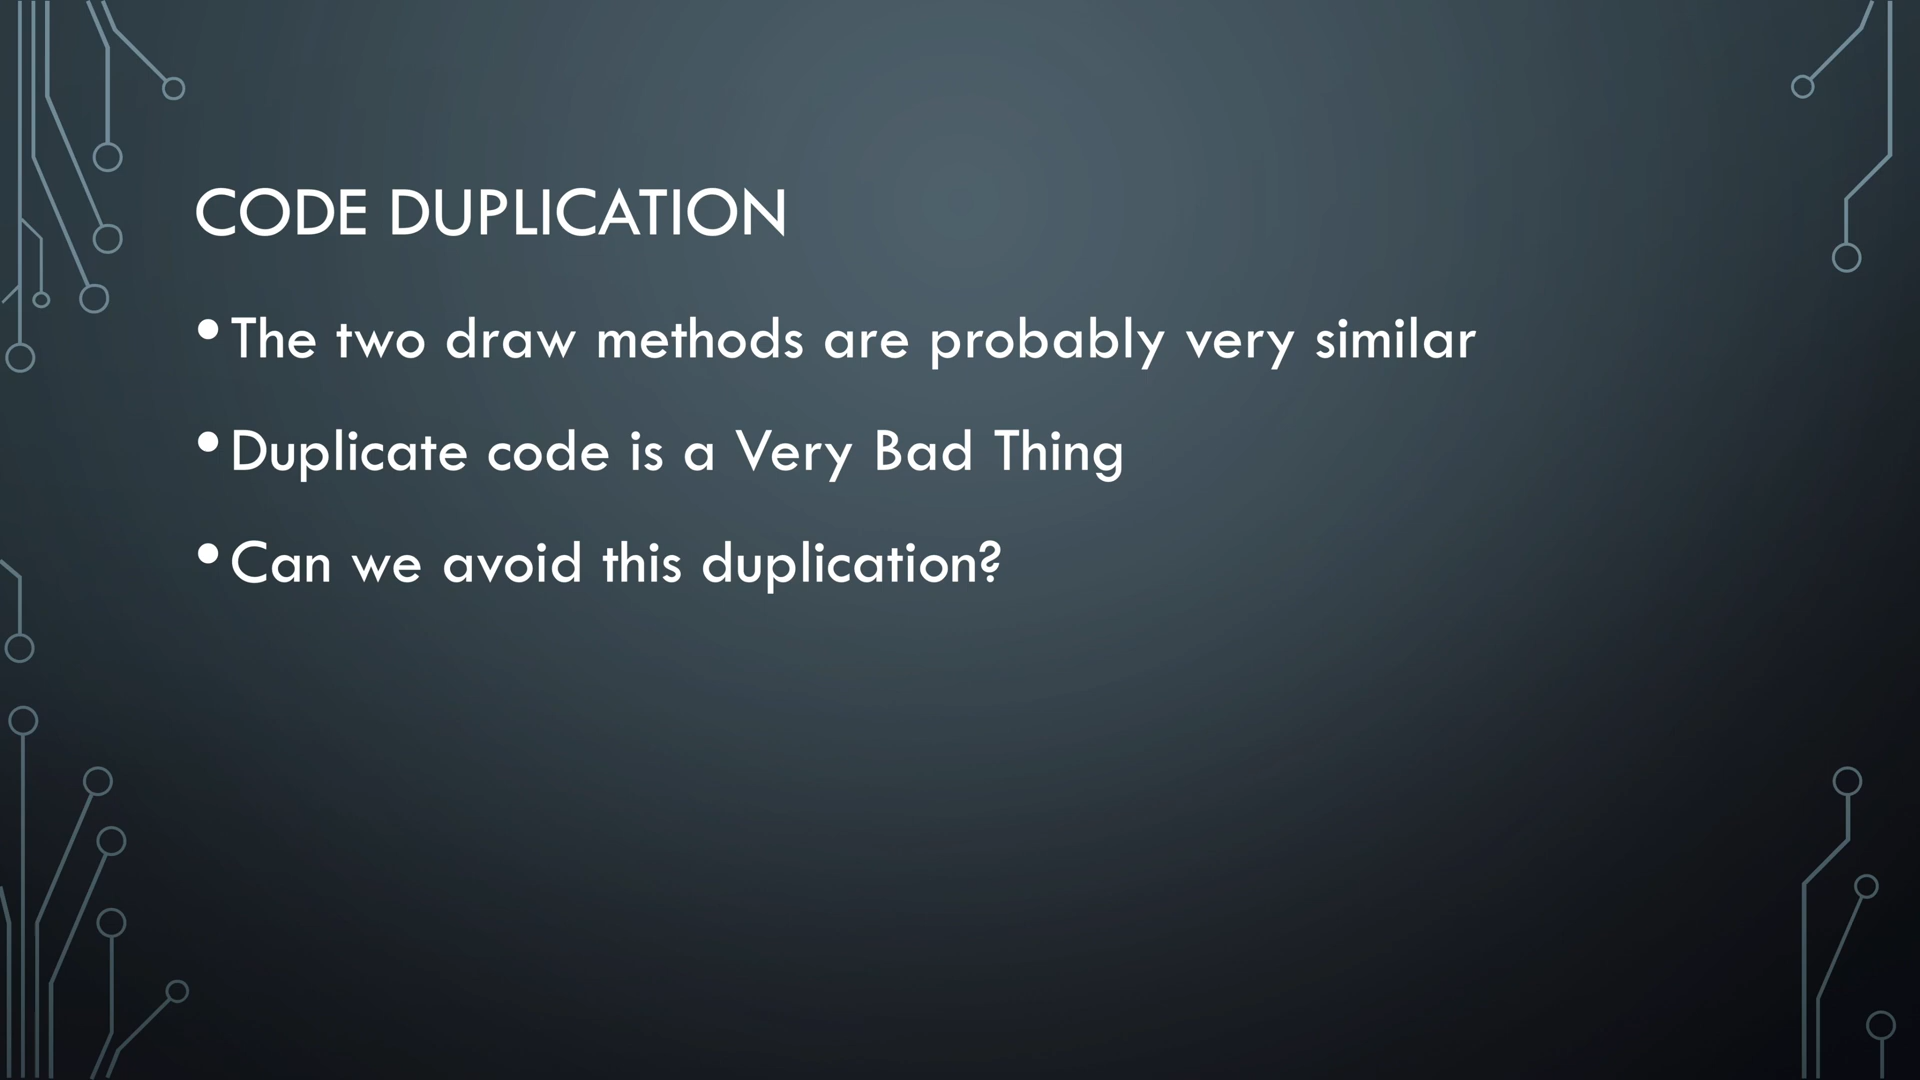 CODE DUPLICATION
• The two draw methods are probably very similar
• Duplicate code is a Very Bad Thing
• Can we avoid this duplication?